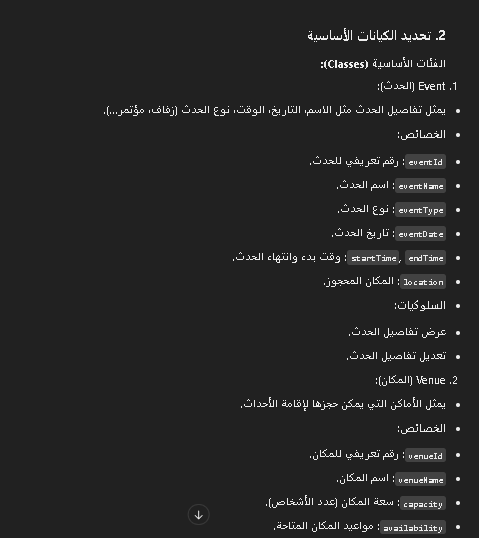 2. تحديد الكيانات الأساسية
الفئات الأساسية (Classes):
1. Event (الحدث):
يمثل تفاصيل الحدث مثل الاسم، التاريخ، الوقت، نوع الحدث (زفاف، مؤتمر...).
الخصائص:
eventId: رقم تعريفي للحدث.
eventName: اسم الحدث.
eventType: نوع الحدث.
eventDate: تاريخ الحدث.
startTime, endTime: وقت بدء وانتهاء الحدث.
location: المكان المحجوز.
السلوكيات:
عرض تفاصيل الحدث.
تعديل تفاصيل الحدث.
2. Venue (المكان):
يمثل الأماكن التي يمكن حجزها لإقامة الأحداث.
الخصائص:
venueId: رقم تعريفي للمكان.
venueName: اسم المكان.
capacity: سعة المكان (عدد الأشخاص).
availability: مواعيد المكان المتاحة.